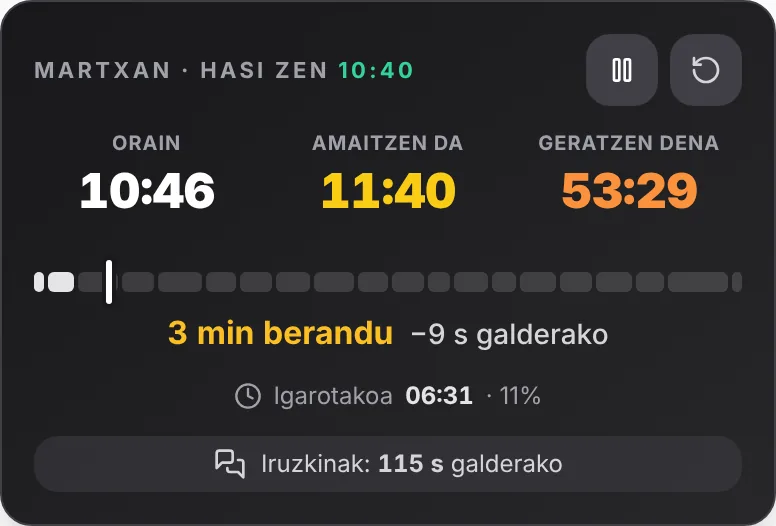 MARTXAN · HASI ZEN 10:40
ORAIN AMAITZEN DA GERATZEN DENA
10:46 11:40 53:29
3 min berandu −9 s galderako
Igarotakoa 06:31 · 11%
Iruzkinak: 115 s galderako